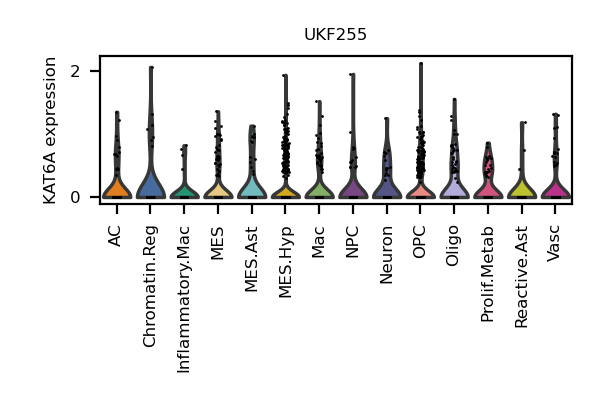 UKF255
KAT6A expression
2
0
AC
Chromatin.Reg
Inflammatory.Mac
MES
MES.Ast
MES.Hyp
Mac
NPC
Neuron
OPC
Oligo
Prolif.Metab
Reactive.Ast
Vasc